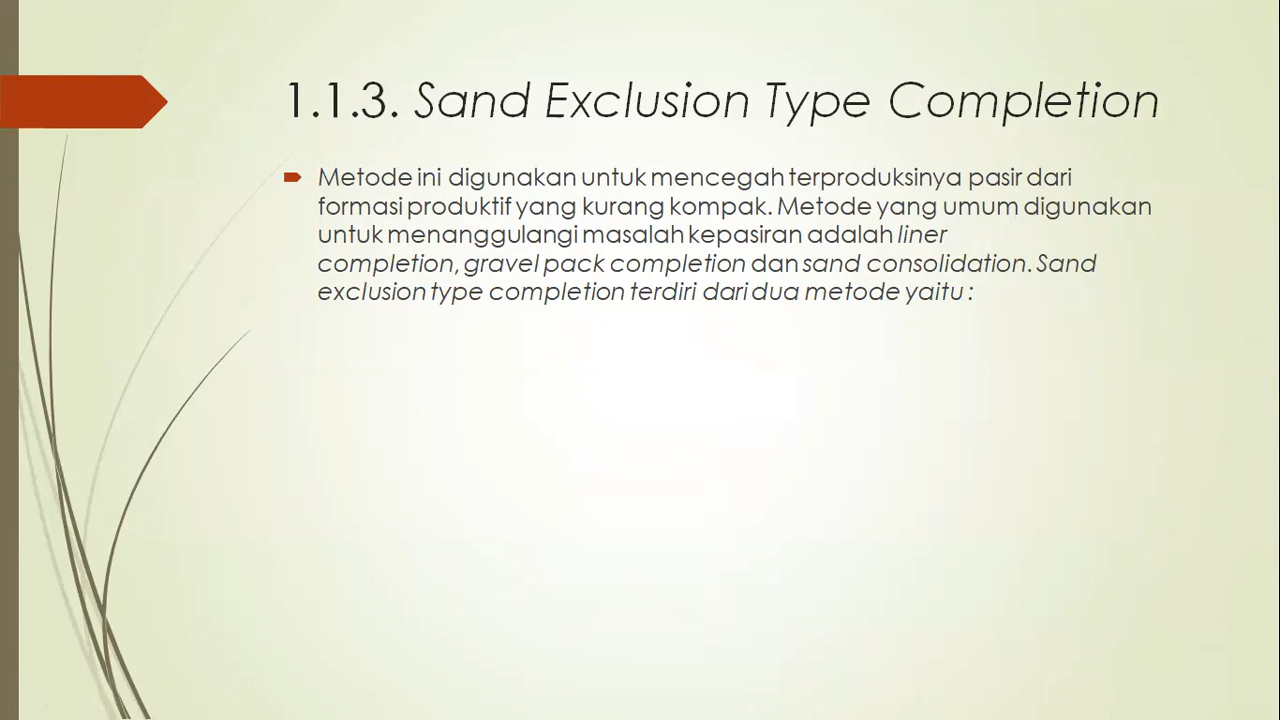 1.1.3. Sand Exclusion Type Completion
Metode ini digunakan untuk mencegah terproduksinya pasir dari
formasi produktif yang kurang kompak. Metode yang umum digunakan
untuk menanggulangi masalah kepasiran adalah liner
completion, gravel pack completion dan sand consolidation. Sand
exclusion type completion terdiri dari dua metode yaitu :